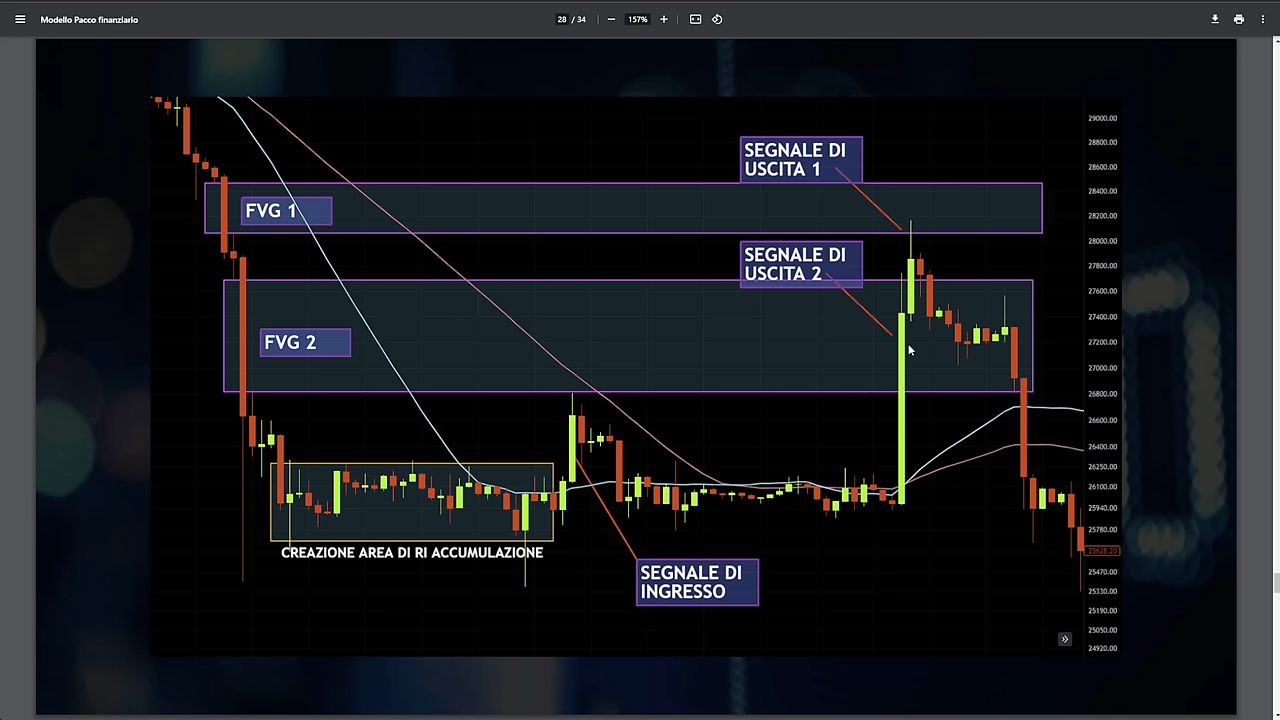 Modello Pacco finanziario
28 / 34
157%
SEGNALE DI
USCITA 1
FVG 1
SEGNALE DI
USCITA 2
FVG 2
CREAZIONE AREA DI RI ACCUMULAZIONE
SEGNALE DI
INGRESSO
29000.00
28800.00
28600.00
28400.00
28200.00
28000.00
27800.00
27600.00
27400.00
27200.00
27000.00
26800.00
26600.00
26400.00
26250.00
26100.00
25940.00
25780.00
25628.20
25470.00
25330.00
25190.00
25050.00
24920.00